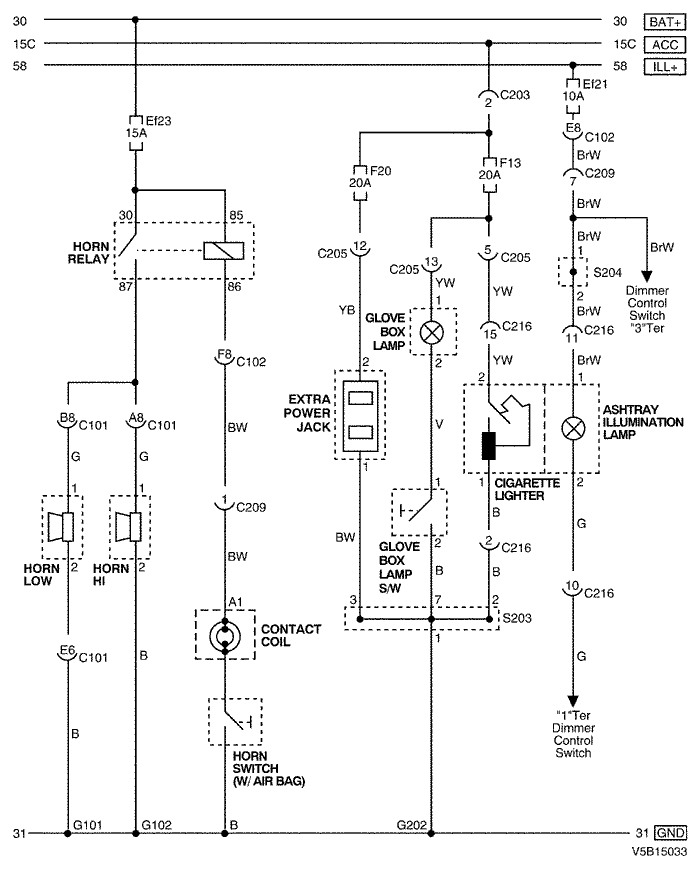 30 30 BAT+
15C 15C ACC
58 58 ILL+
Ef23
15A
C203
2
Ef21
10A
E8
C102
BrW
C209
7
BrW
F20
20A
F13
20A
30 85
HORN
RELAY
87 86
12
C205
13
C205
5
C205
YW
YW
BrW
BrW
1
S204
2
BrW
Dimmer
Control
Switch
"3"Ter
YB
1
GLOVE
BOX
LAMP
2
15
C216
YW
11
C216
BrW
F8
C102
BW
2
EXTRA
POWER
JACK
1
V
2
1
CIGARETTE
LIGHTER
1
ASHTRAY
ILLUMINATION
LAMP
2
B8
C101
A8
C101
G
G
1
1
HORN
LOW
2
HORN
HI
2
1
C209
BW
BW
1
GLOVE
BOX
LAMP
S/W
2
B
B
2
C216
B
G
10
C216
G
3 7 2
S203
1
A1
CONTACT
COIL
E6
C101
B
B
HORN
SWITCH
(W/ AIR BAG)
"1"Ter
Dimmer
Control
Switch
31 G101 G102 B G202 31 GND
V5B15033